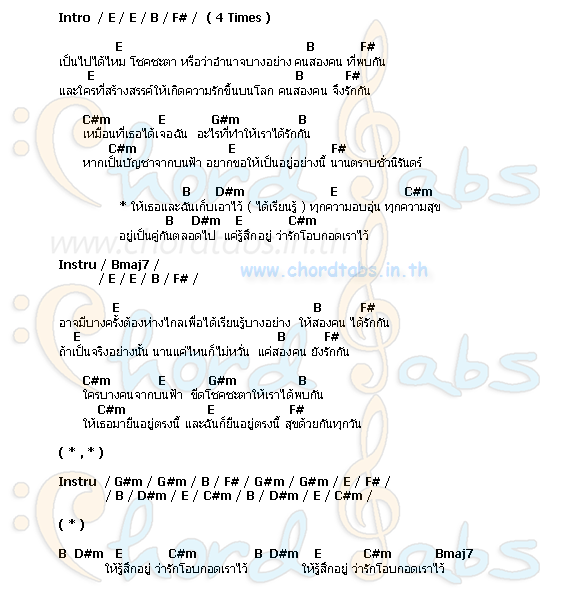 Intro / E / E / B / F# / ( 4 Times )
E B F#
เป็นไปได้ไหม โชคชะตา หรือว่าอำนาจบางอย่าง คนสองคน ที่พบกัน
E B F#
และใครที่สร้างสรรค์ให้เกิดความรักขึ้นบนโลก คนสองคน จึงรักกัน
C#m E G#m B
เหมือนที่เธอได้เจอฉัน อะไรที่ทำให้เราได้รักกัน
C#m E F#
หากเป็นบัญชาจากบนฟ้า อยากขอให้เป็นอยู่อย่างนี้ นานตราบชั่วนิรันดร์
B D#m E C#m
* ให้เธอและฉันเก็บเอาไว้ ( ได้เรียนรู้ ) ทุกความอบอุ่น ทุกความสุข
B D#m E C#m
อยู่เป็นคู่กันตลอดไป แค่รู้สึกอยู่ ว่ารักโอบกอดเราไว้
www.chordtabs.in.th
www.chordtabs.in.th
Instru / Bmaj7 /
/ E / E / B / F# /
E B F#
อาจมีบางครั้งต้องห่างไกลเพื่อได้เรียนรู้บางอย่าง ให้สองคน ได้รักกัน
E B F#
ถ้าเป็นจริงอย่างนั้น นานแค่ไหนก็ไม่หวั่น แค่สองคน ยังรักกัน
C#m E G#m B
ใครบางคนจากบนฟ้า ขีดโชคชะตาให้เราได้พบกัน
C#m E F#
ให้เธอมายืนอยู่ตรงนี้ และฉันก็ยืนอยู่ตรงนี้ สุขด้วยกันทุกวัน
( * , * )
Instru / G#m / G#m / B / F# / G#m / G#m / E / F# /
/ B / D#m / E / C#m / B / D#m / E / C#m /
( * )
B D#m E C#m B D#m E C#m Bmaj7
ให้รู้สึกอยู่ ว่ารักโอบกอดเราไว้ ให้รู้สึกอยู่ ว่ารักโอบกอดเราไว้